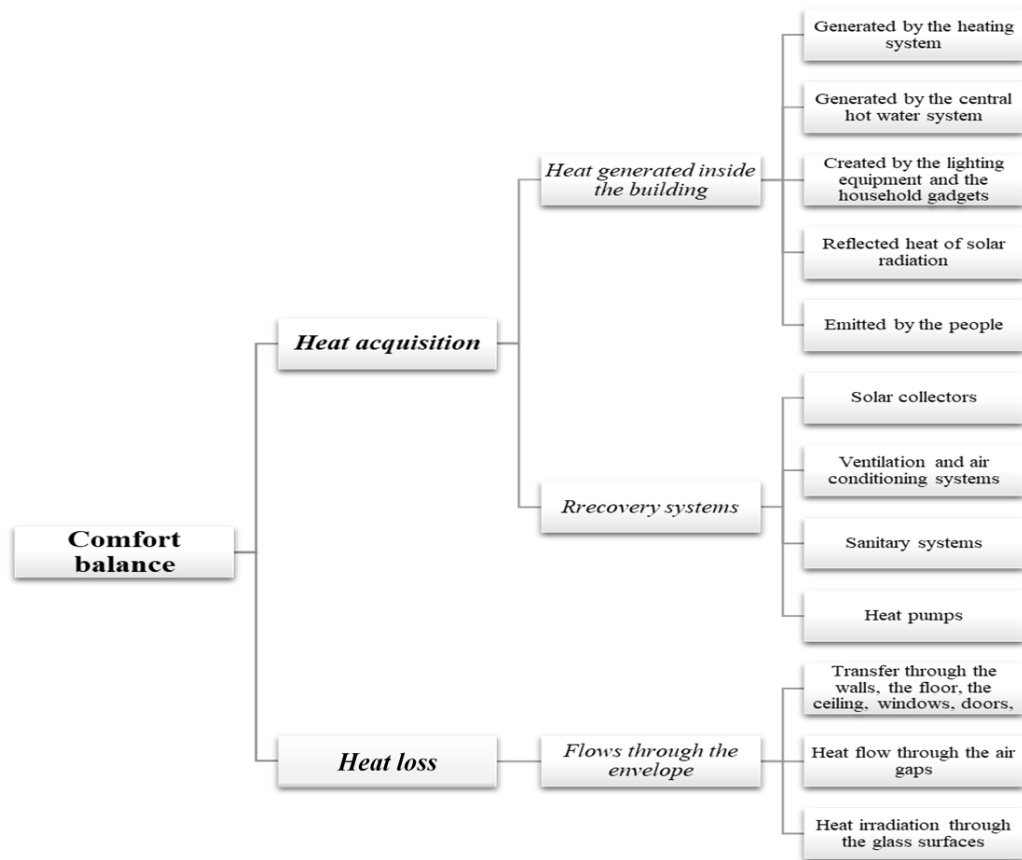 Generated by the heating
system
Generated by the central
hot water system
Heat generated inside
the building
Created by the lighting
equipment and the
household gadgets
Reflected heat of solar
radiation
Emitted by the people
Heat acquisition
Solar collectors
Ventilation and air
conditioning systems
Rrecovery systems
Sanitary systems
Heat pumps
Comfort
balance
Transfer through the
walls, the floor, the
ceiling, windows, doors,
Heat loss
Flows through the
envelope
Heat flow through the air
gaps
Heat irradiation through
the glass surfaces